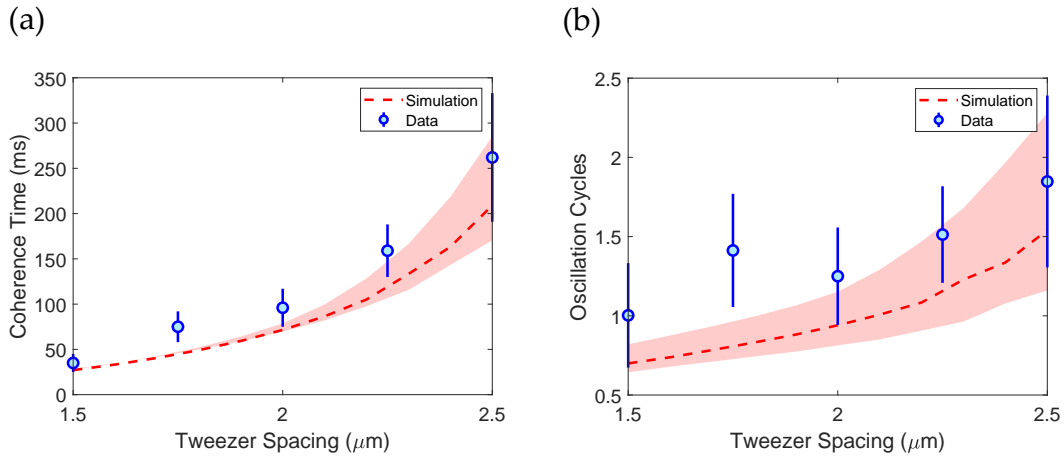 (a)
350
300
250
200
150
100
50
0
Coherence Time (ms)
1.5
2
2.5
Tweezer Spacing (μm)
Simulation
Data
(b)
2.5
2
1.5
1
0.5
Oscillation Cycles
1.5
2
2.5
Tweezer Spacing (μm)
Simulation
Data